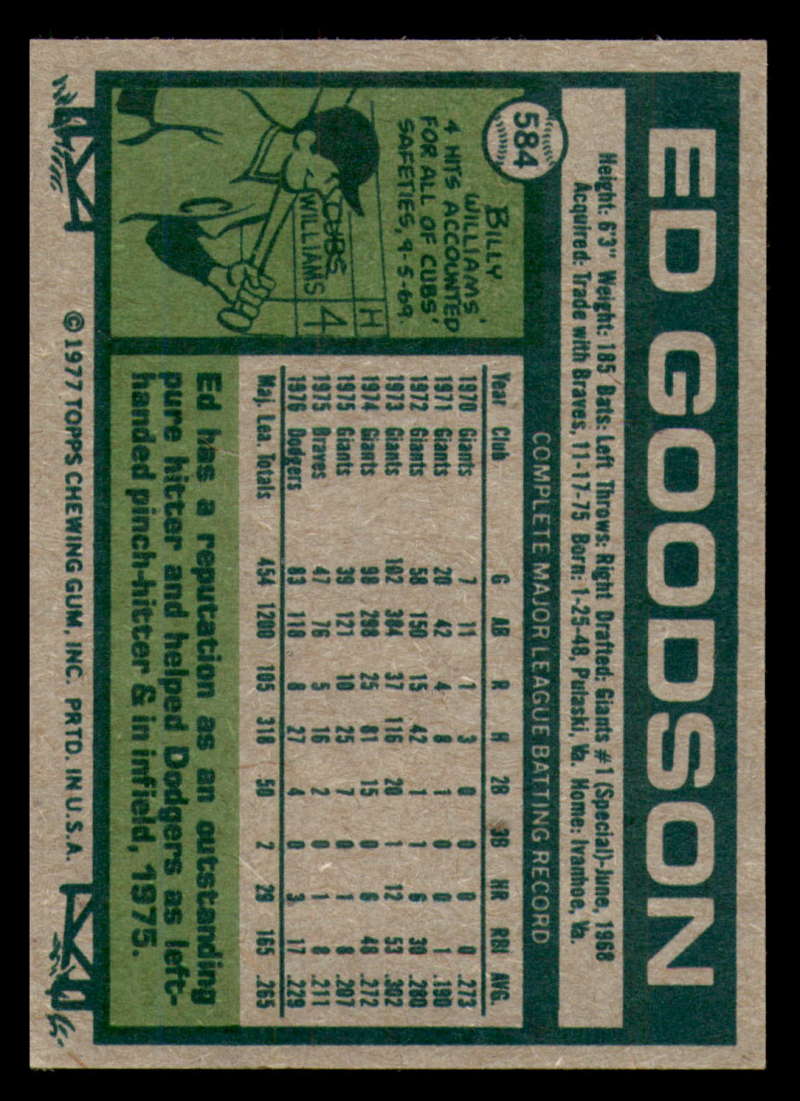 ED GOODSON
584
Height: 6'3" Weight: 185 Bats: Left Throws: Right Drafted: Giants #1 (Special)-June, 1968
Acquired: Trade with Braves, 11-17-75 Born: 1-25-48, Pulaski, Va. Home: Ivanhoe, Va.
COMPLETE MAJOR LEAGUE BATTING RECORD
Year Club G AB R H 2B 3B HR RBI AVG.
1970 Giants 7 11 1 3 0 0 0 0 .273
1971 Giants 20 42 4 8 1 0 0 1 .190
1972 Giants 58 150 15 42 1 1 6 30 .280
1973 Giants 102 384 37 116 20 1 12 53 .302
1974 Giants 98 298 25 81 15 0 6 48 .272
1975 Giants 39 121 10 25 7 0 1 8 .207
1975 Braves 47 76 5 16 2 0 1 8 .211
1976 Dodgers 83 118 8 27 4 0 3 17 .229
Maj. Lea. Totals 454 1200 105 318 50 2 29 165 .265
BILLY
WILLIAMS'
4 HITS ACCOUNTED
FOR ALL OF CUBS'
SAFETIES, 9-5-69.
H
CUBS
WILLIAMS 4
Ed has a reputation as an outstanding
pure hitter and helped Dodgers as left-
handed pinch-hitter & in infield, 1975.
© 1977 TOPPS CHEWING GUM, INC. PRTD. IN U.S.A.